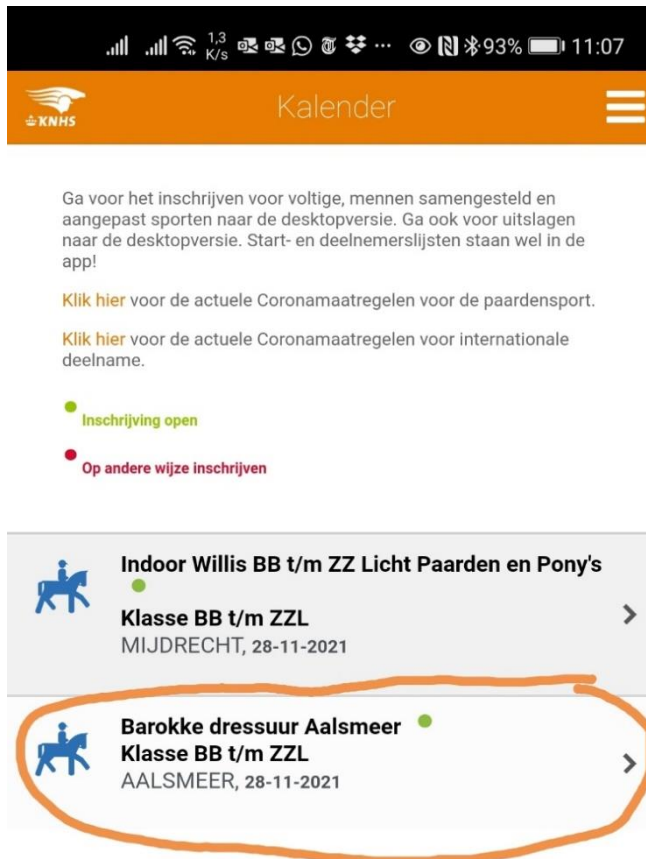 1,3
K/s
93%
11:07
KNHS
Kalender
Ga voor het inschrijven voor voltige, mennen samengesteld en
aangepast sporten naar de desktopversie. Ga ook voor uitslagen
naar de desktopversie. Start- en deelnemerslijsten staan wel in de
app!
Klik hier voor de actuele Coronamaatregelen voor de paardensport.
Klik hier voor de actuele Coronamaatregelen voor internationale
deelname.
Inschrijving open
Op andere wijze inschrijven
Indoor Willis BB t/m ZZ Licht Paarden en Pony's
Klasse BB t/m ZZL
MIJDRECHT, 28-11-2021
Barokke dressuur Aalsmeer
Klasse BB t/m ZZL
AALSMEER, 28-11-2021